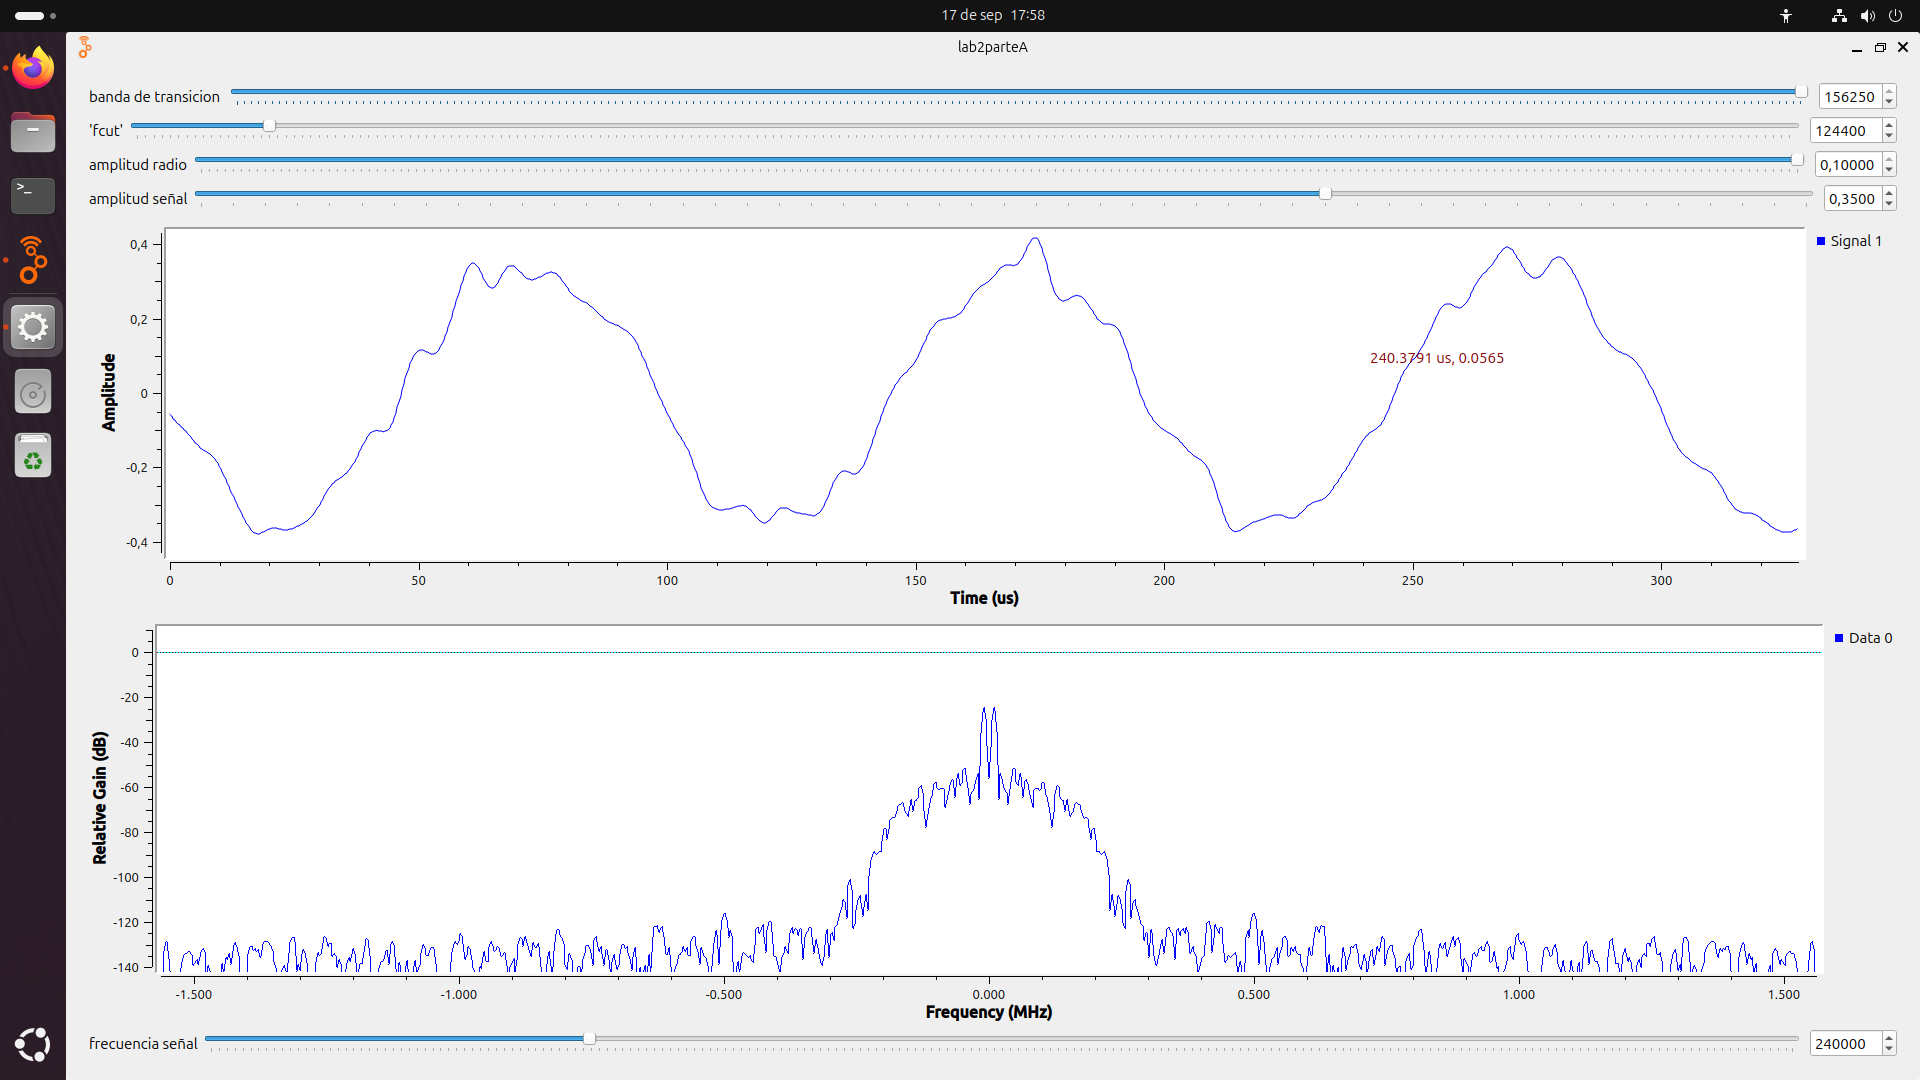 17 de sep 17:58
lab2parteA
banda de transicion 156250
'fcut' 124400
amplitud radio 0,10000
amplitud señal 0,3500
Signal 1
0,4
0,2
0
-0,2
-0,4
Amplitude
240.3791 us, 0.0565
0 50 100 150 200 250 300
Time (us)
Data 0
0
-20
-40
-60
-80
-100
-120
-140
Relative Gain (dB)
-1.500 -1.000 -0.500 0.000 0.500 1.000 1.500
Frequency (MHz)
frecuencia señal 240000